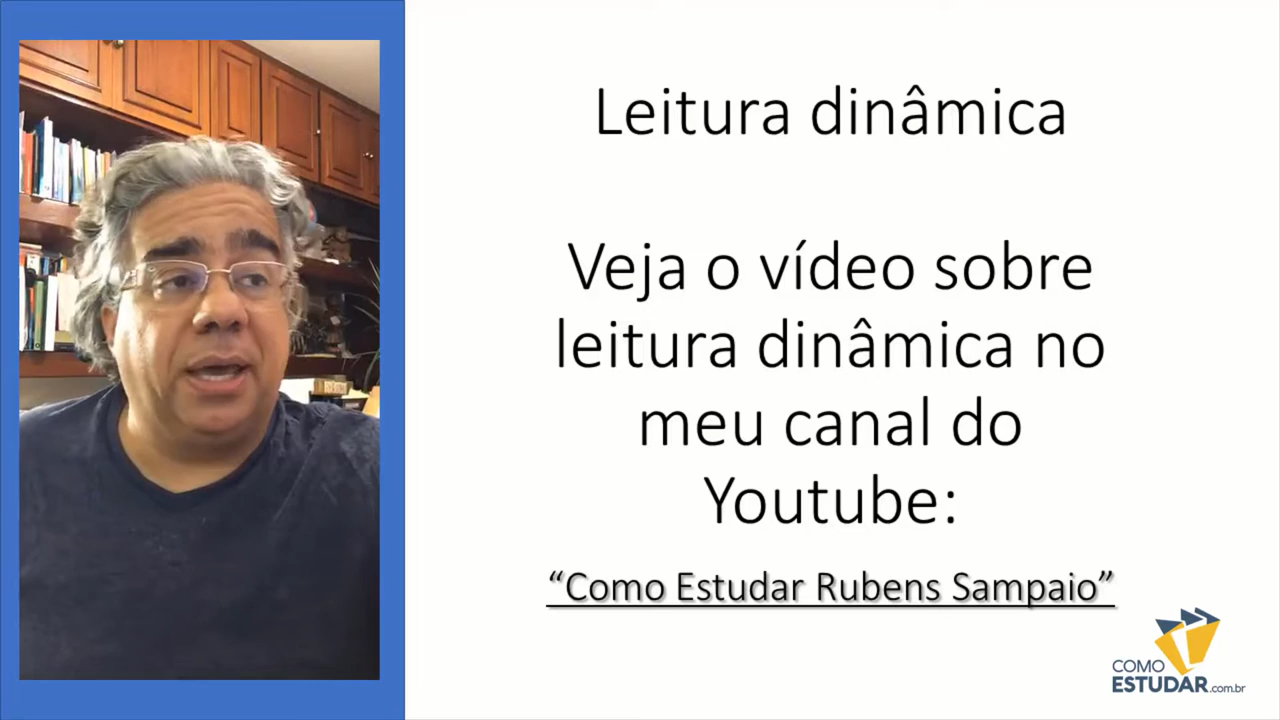 Leitura dinâmica
Veja o vídeo sobre
leitura dinâmica no
meu canal do
Youtube:
“Como Estudar Rubens Sampaio”
COMO
ESTUDAR.com.br